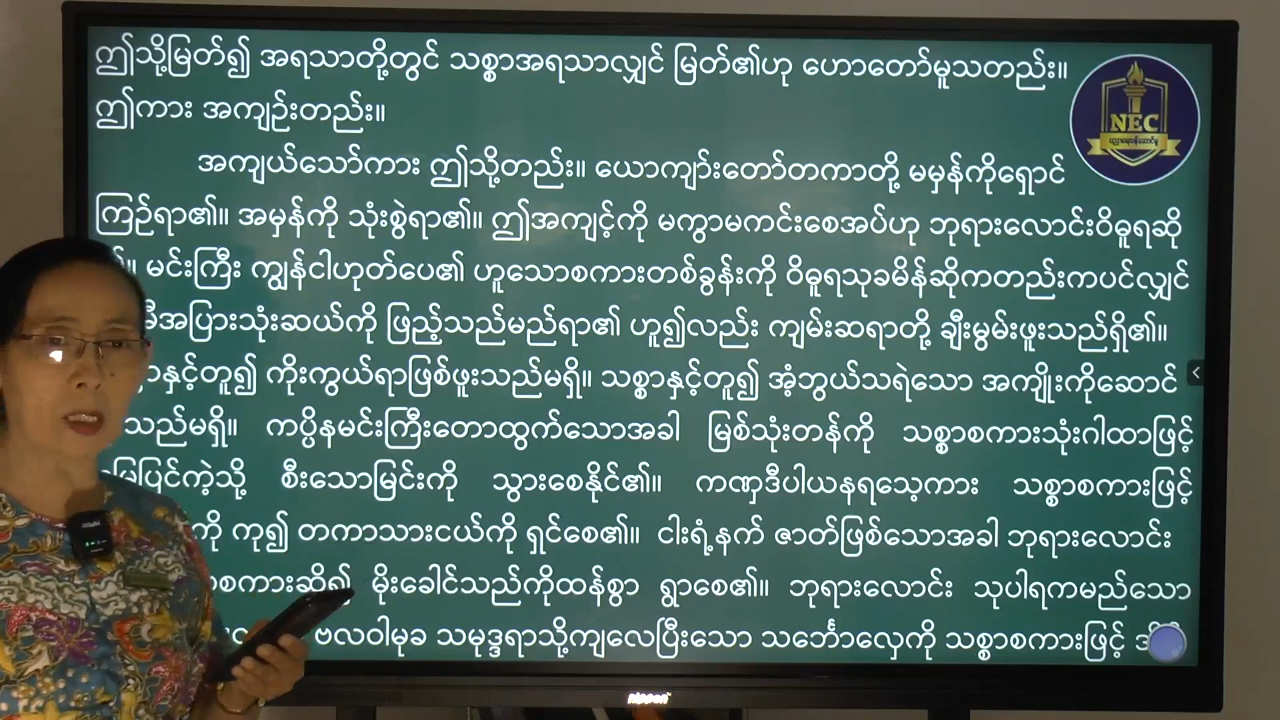 ဤသို့မြတ်၍ အရသာတို့တွင် သစ္စာအရသာလျှင် မြတ်၏ဟု ဟောတော်မူသတည်း။
ဤကား အကျဉ်းတည်း။
အကျယ်သော်ကား ဤသို့တည်း။ ယောကျာ်းတော်တကာတို့ မမှန်ကိုရှောင်
ကြဉ်ရာ၏။ အမှန်ကို သုံးစွဲရာ၏။ ဤအကျင့်ကို မကွာမကင်းစေအပ်ဟု ဘုရားလောင်းဝိဓူရဆို
။ မင်းကြီး ကျွန်ငါဟုတ်ပေ၏ ဟူသောစကားတစ်ခွန်းကို ဝိဓူရသုခမိန်ဆိုကတည်းကပင်လျှင်
အပြားသုံးဆယ်ကို ဖြည့်သည်မည်ရာ၏ ဟူ၍လည်း ကျမ်းဆရာတို့ ချီးမွမ်းဖူးသည်ရှိ၏။
နှင့်တူ၍ ကိုးကွယ်ရာဖြစ်ဖူးသည်မရှိ။ သစ္စာနှင့်တူ၍ အံ့ဘွယ်သရဲသော အကျိုးကိုဆောင်
သည်မရှိ။ ကပ္ပိနမင်းကြီးတောထွက်သောအခါ မြစ်သုံးတန်ကို သစ္စာစကားသုံးဂါထာဖြင့်
မြေပြင်ကဲ့သို့ စီးသောမြင်းကို သွားစေနိုင်၏။ ကဏှဒီပါယနရသေ့ကား သစ္စာစကားဖြင့်
ကို ကု၍ တကာသားငယ်ကို ရှင်စေ၏။ ငါးရံ့နက် ဇာတ်ဖြစ်သောအခါ ဘုရားလောင်း
စကားဆို၍ မိုးခေါင်သည်ကိုထန်စွာ ရွာစေ၏။ ဘုရားလောင်း သုပါရကမည်သော
ဗလဝါမုခ သမုဒ္ဒရာသို့ကျလေပြီးသော သင်္ဘောလှေကို သစ္စာစကားဖြင့်
NEC
nippon